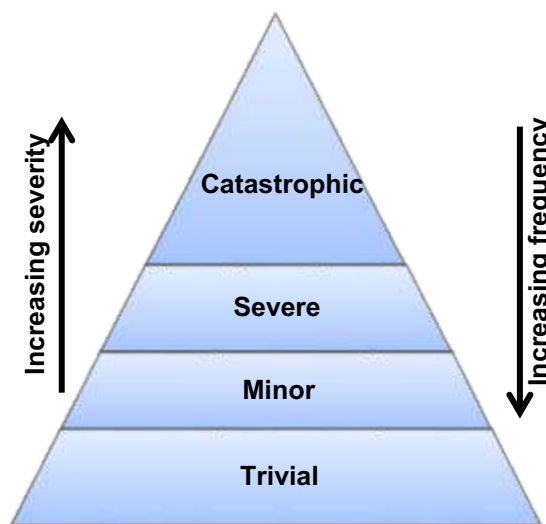 Increasing severity
Catastrophic
Severe
Minor
Trivial
Increasing frequency